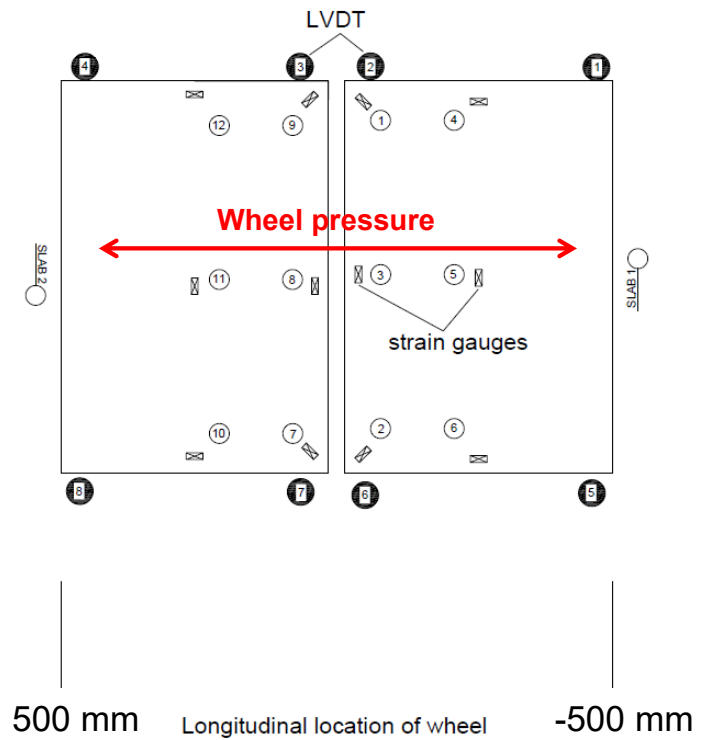 LVDT
4
3
2
1
12
9
1
4
Wheel pressure
SLAB 2
11
8
3
5
SLAB 1
strain gauges
10
7
2
6
8
7
6
5
500 mm
Longitudinal location of wheel
-500 mm